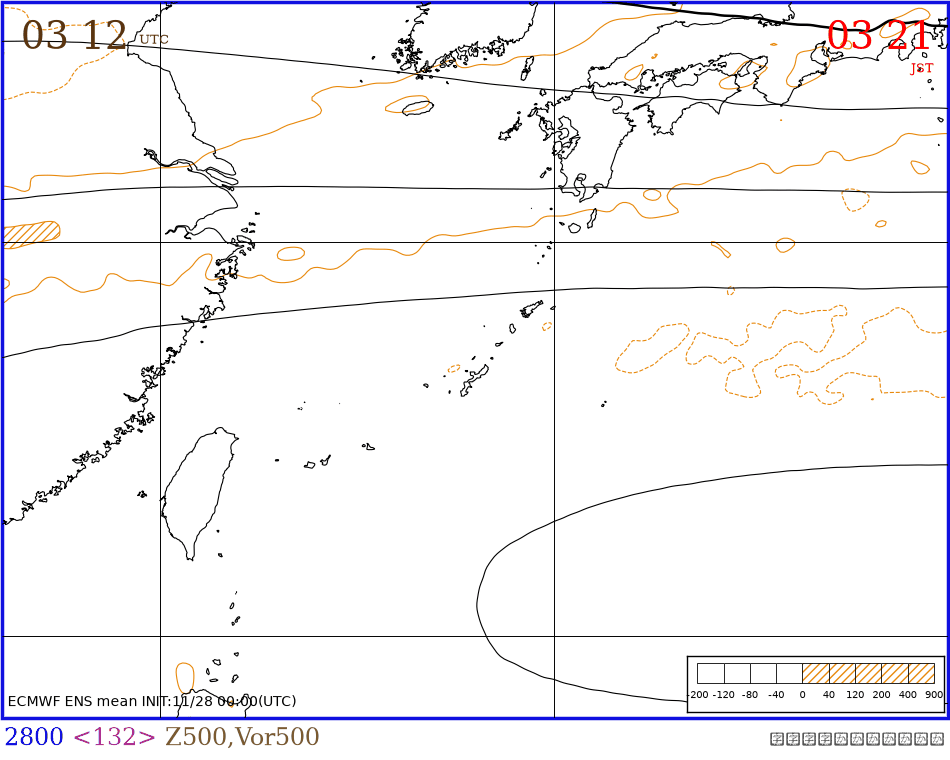 03 12 UTC 03 21
JST
-200 -120 -80 -40 0 40 120 200 400 900
ECMWF ENS mean INIT:11/28 00:00(UTC)
2800 <132> Z500,Vor500